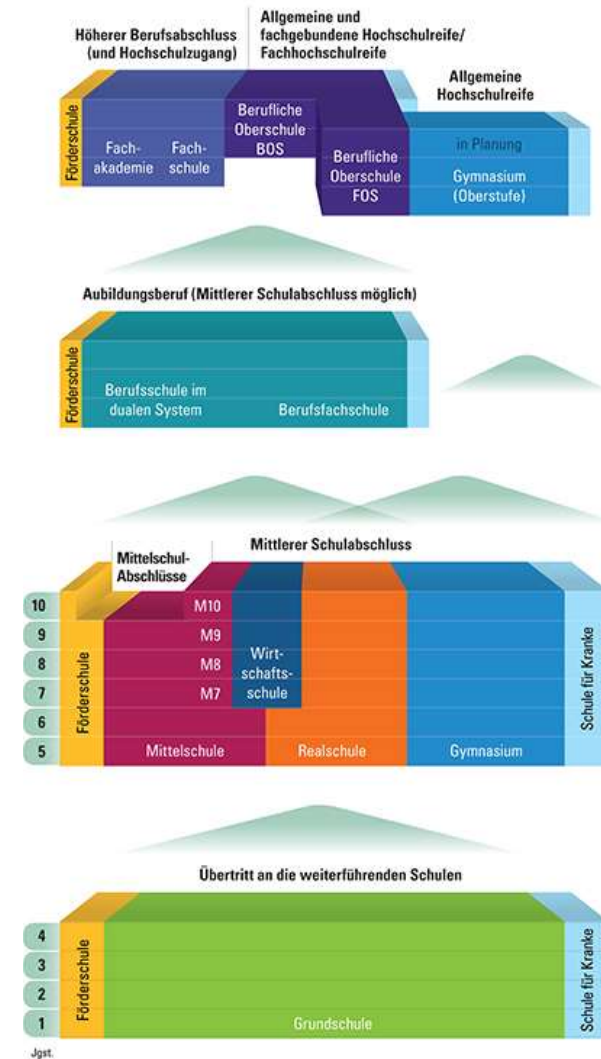 Höherer Berufsabschluss
(und Hochschulzugang)
Allgemeine und
fachgebundene Hochschulreife/
Fachhochschulreife
Allgemeine
Hochschulreife
Förderschule
Fach-
akademie
Fach-
schule
Berufliche
Oberschule
BOS
Berufliche
Oberschule
FOS
in Planung
Gymnasium
(Oberstufe)
Aubildungsberuf (Mittlerer Schulabschluss möglich)
Förderschule
Berufsschule im
dualen System
Berufsfachschule
Mittelschul-
Abschlüsse
Mittlerer Schulabschluss
10
9
8
7
6
5
Förderschule
M10
M9
M8
M7
Mittelschule
Wirt-
schafts-
schule
Realschule
Gymnasium
Schule für Kranke
Übertritt an die weiterführenden Schulen
4
3
2
1
Jgst.
Förderschule
Grundschule
Schule für Kranke